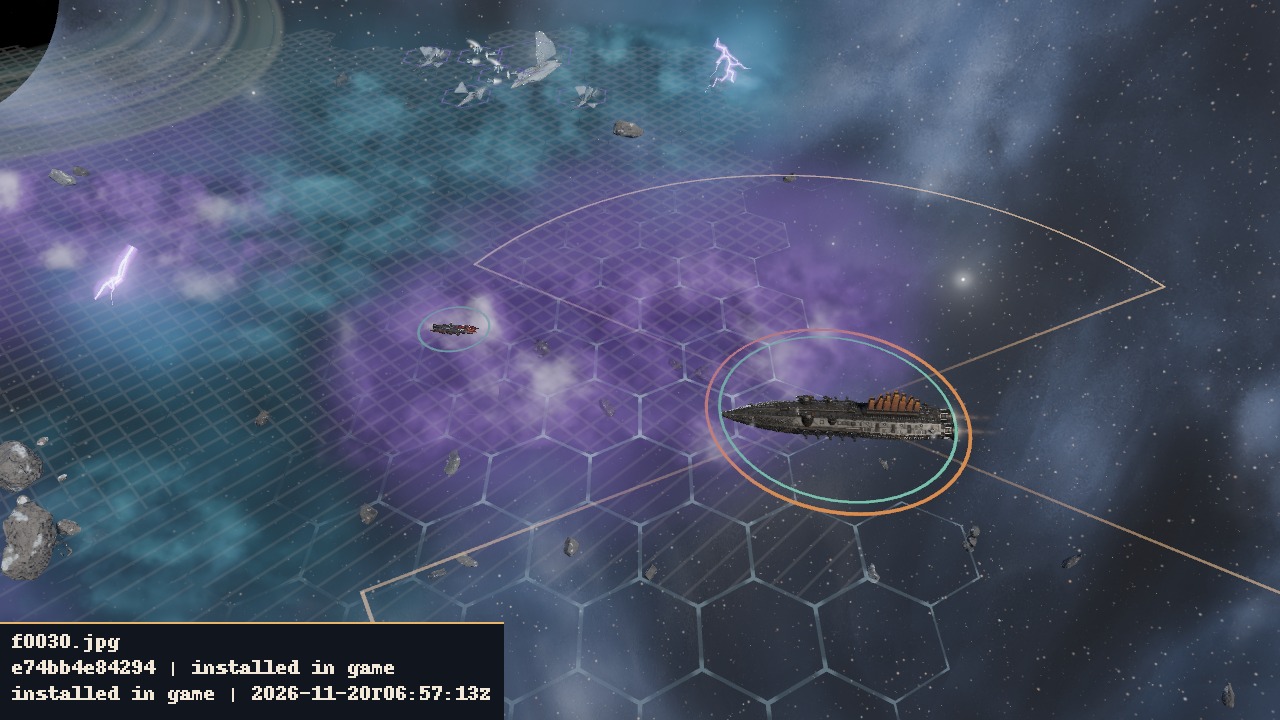 f0030.jpg
e74bb4e84294 | installed in game
installed in game | 2026-11-20T06:57:13Z